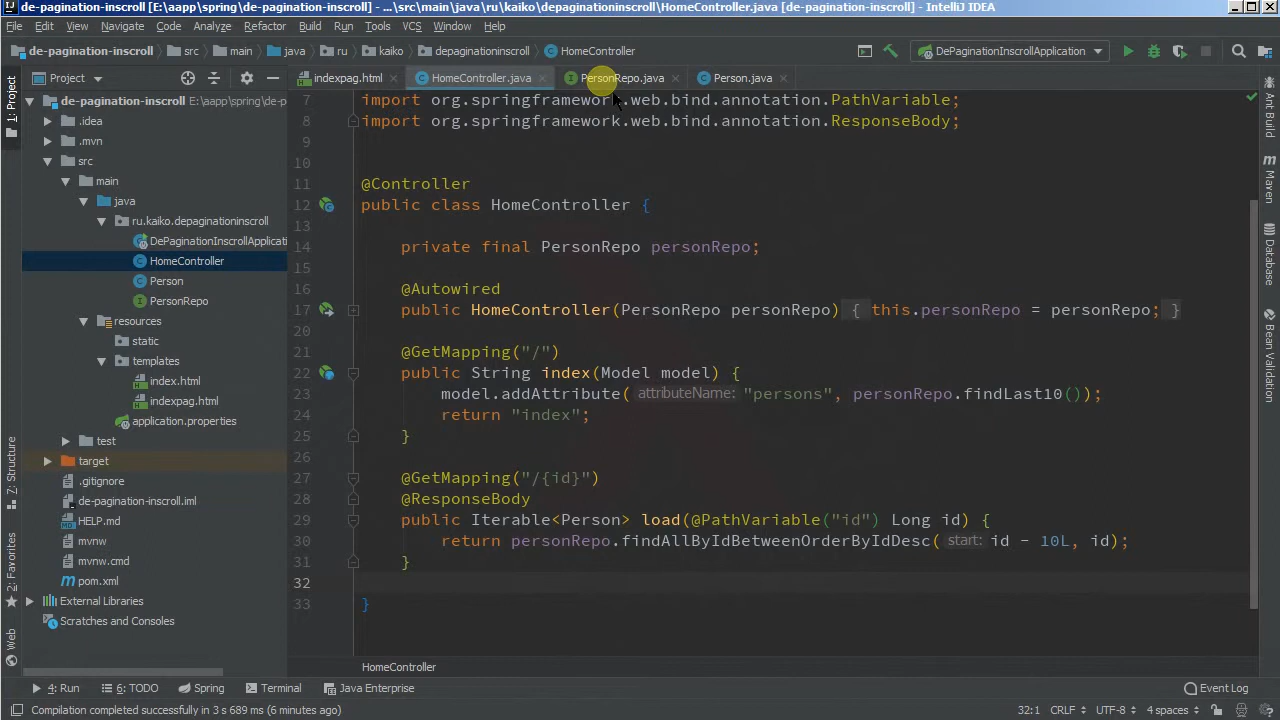 de-pagination-inscroll [E:\aapp\spring\de-pagination-inscroll] - ...\src\main\java\ru\kaiko\depaginationinscroll\HomeController.java [de-pagination-inscroll] - IntelliJ IDEA
File Edit View Navigate Code Analyze Refactor Build Run Tools VCS Window Help
de-pagination-inscroll src main java ru kaiko depaginationinscroll HomeController DePaginationInscrollApplication
Project indexpag.html HomeController.java PersonRepo.java Person.java
1: Project
7: Structure
2: Favorites
Web
de-pagination-inscroll E:\aapp\spring\de
.idea
.mvn
src
main
java
ru.kaiko.depaginationinscroll
DePaginationInscrollApplicati
HomeController
Person
PersonRepo
resources
static
templates
index.html
indexpag.html
application.properties
test
target
.gitignore
de-pagination-inscroll.iml
HELP.md
mvnw
mvnw.cmd
pom.xml
External Libraries
Scratches and Consoles
7 import org.springframework.web.bind.annotation.PathVariable;
8 import org.springframework.web.bind.annotation.ResponseBody;
9
10
11 @Controller
12 public class HomeController {
13
14 private final PersonRepo personRepo;
15
16 @Autowired
17 public HomeController(PersonRepo personRepo) { this.personRepo = personRepo; }
20
21 @GetMapping("/")
22 public String index(Model model) {
23 model.addAttribute( attributeName: "persons", personRepo.findLast10());
24 return "index";
25 }
26
27 @GetMapping("/{id}")
28 @ResponseBody
29 public Iterable<Person> load(@PathVariable("id") Long id) {
30 return personRepo.findAllByIdBetweenOrderByIdDesc( start: id - 10L, id);
31 }
32
33 }
HomeController
Ant Build
Maven
Database
Bean Validation
4: Run 6: TODO Spring Terminal Java Enterprise Event Log
Compilation completed successfully in 3 s 689 ms (6 minutes ago) 32:1 CRLF UTF-8 4 spaces